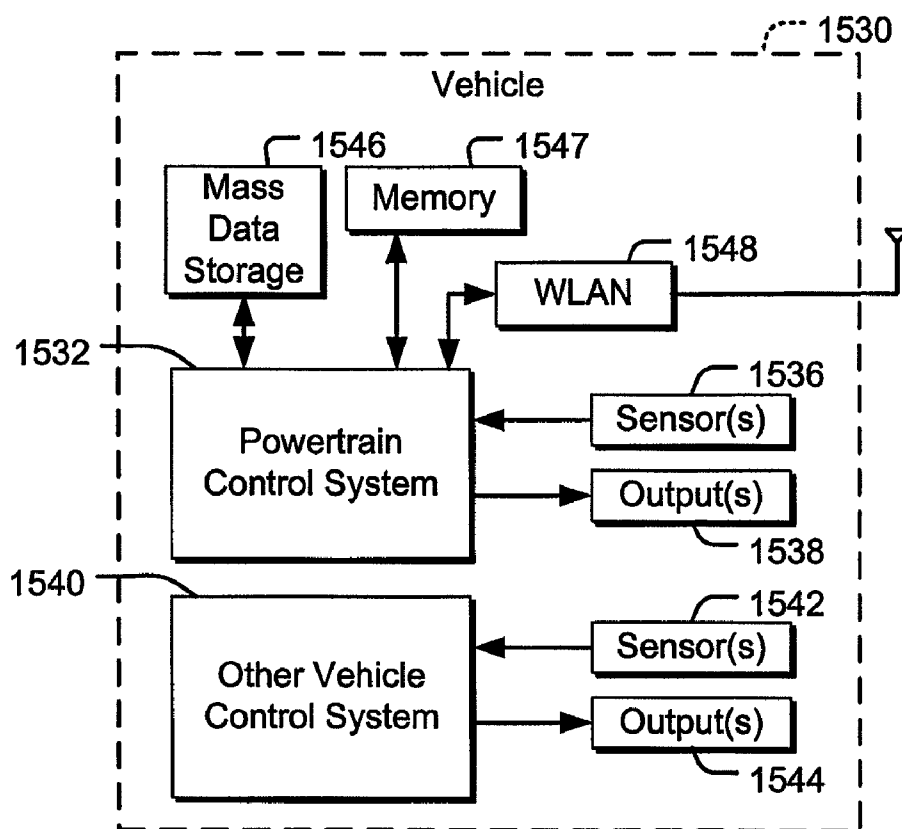 1530
Vehicle
1546
1547
Mass
Data
Storage
Memory
1548
WLAN
1532
1536
Powertrain
Control System
Sensor(s)
Output(s)
1538
1540
1542
Other Vehicle
Control System
Sensor(s)
Output(s)
1544